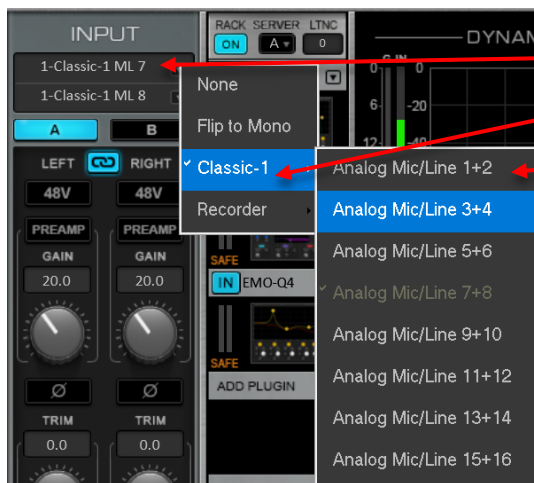 INPUT
1-Classic-1 ML 7
1-Classic-1 ML 8
A B
LEFT RIGHT
48V 48V
PREAMP PREAMP
GAIN GAIN
20.0 20.0
Ø Ø
TRIM TRIM
0.0 0.0
RACK SERVER LTNC
ON A 0
None
Flip to Mono
Classic-1
Recorder
SAFE
IN EMO-Q4
SAFE
ADD PLUGIN
DYNAM
0 0
6 -20
12 -40
Analog Mic/Line 1+2
Analog Mic/Line 3+4
Analog Mic/Line 5+6
Analog Mic/Line 7+8
Analog Mic/Line 9+10
Analog Mic/Line 11+12
Analog Mic/Line 13+14
Analog Mic/Line 15+16